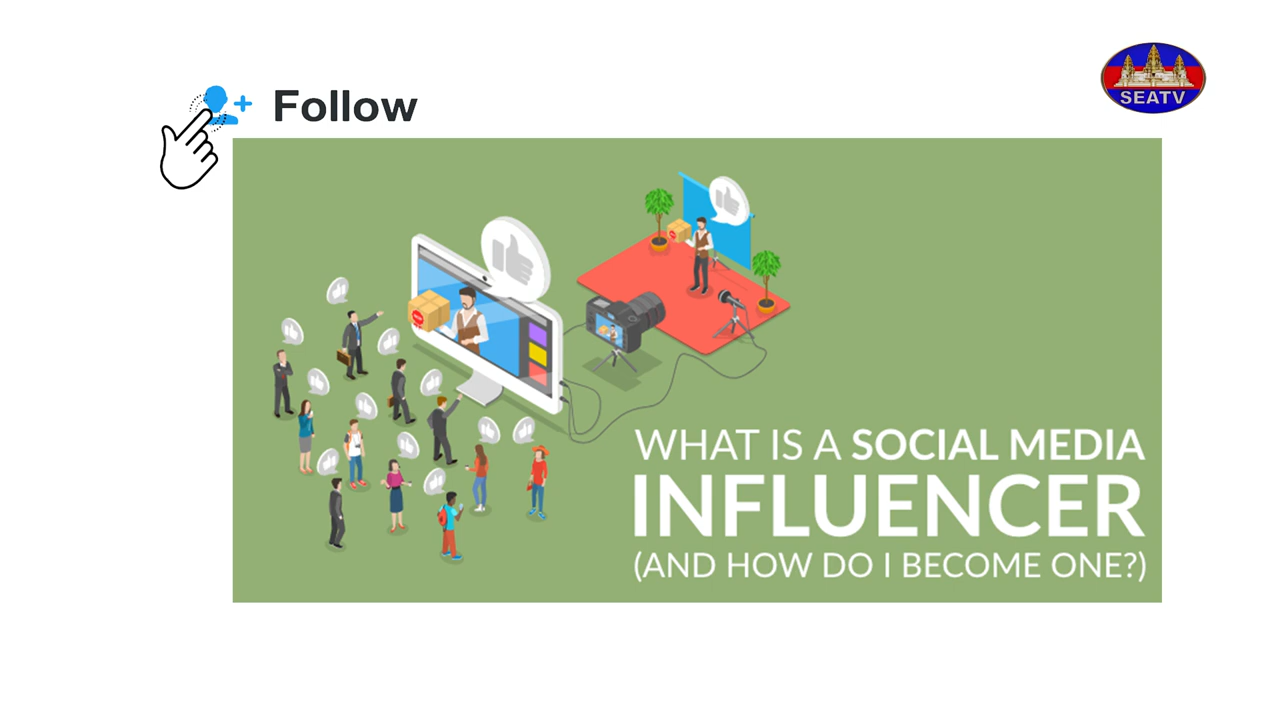 Follow
SEATV
WHAT IS A SOCIAL MEDIA
INFLUENCER
(AND HOW DO I BECOME ONE?)